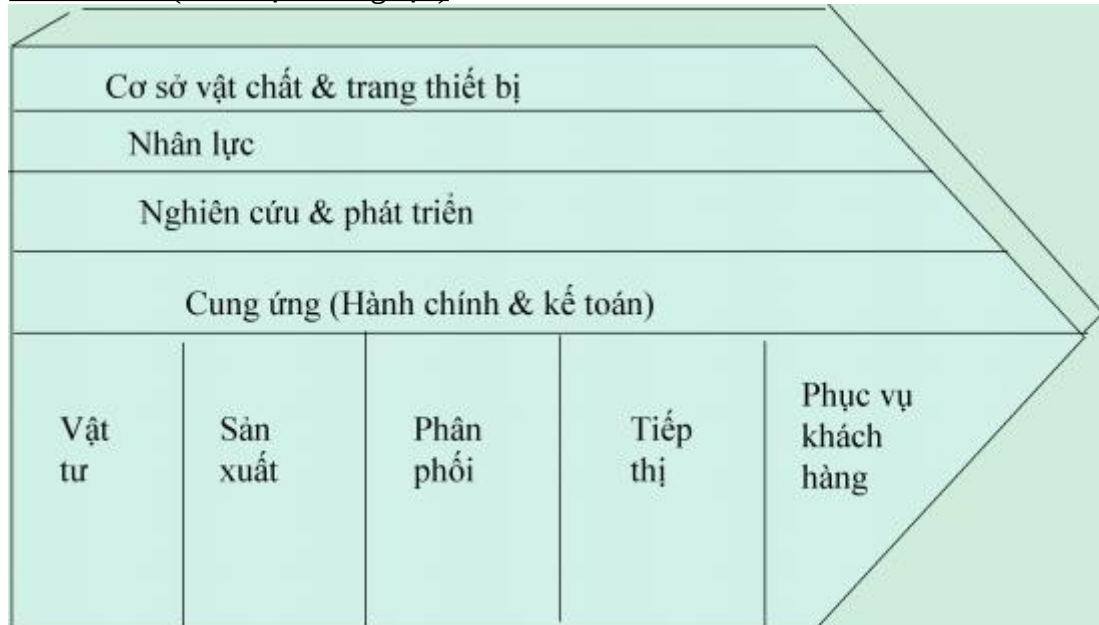 Cơ sở vật chất & trang thiết bị
Nhân lực
Nghiên cứu & phát triển
Cung ứng (Hành chính & kế toán)
Vật
tư
Sản
xuất
Phân
phối
Tiếp
thị
Phục vụ
khách
hàng